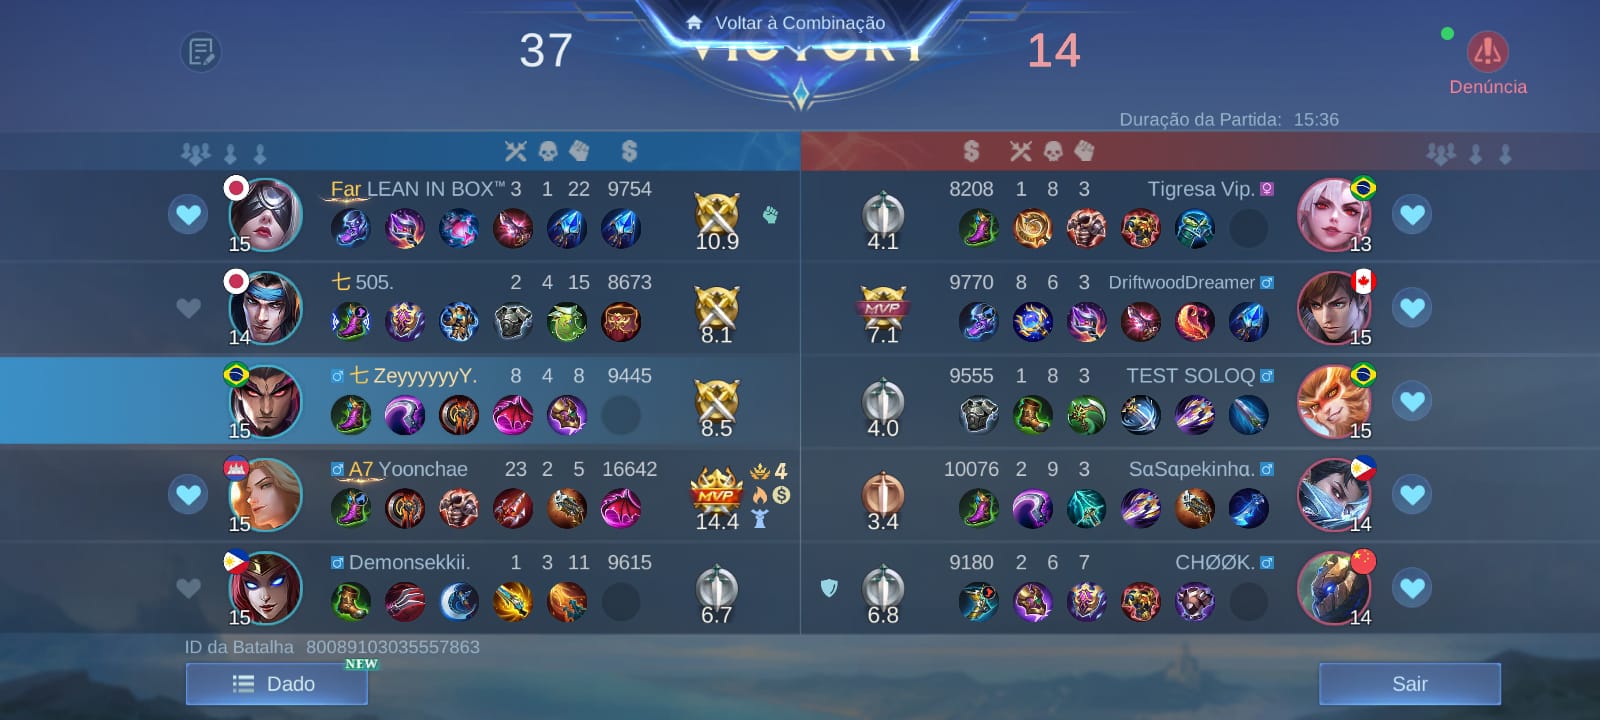 Voltar à Combinação
37 VICTORY 14
Denúncia
Duração da Partida: 15:36
Far LEAN IN BOX™ 3 1 22 9754
15
10.9
8208 1 8 3 Tigresa Vip.
4.1
13
七 505. 2 4 15 8673
14
8.1
9770 8 6 3 DriftwoodDreamer
MVP
7.1
15
七 ZeyyyyyyY. 8 4 8 9445
15
8.5
9555 1 8 3 TEST SOLOQ
4.0
15
A7 Yoonchae 23 2 5 16642
15
MVP 4
14.4
10076 2 9 3 SαSαpekinhα.
3.4
14
Demonsekkii. 1 3 11 9615
15
6.7
9180 2 6 7 CHØØK.
6.8
14
ID da Batalha 80089103035557863
NEW
Dado
Sair